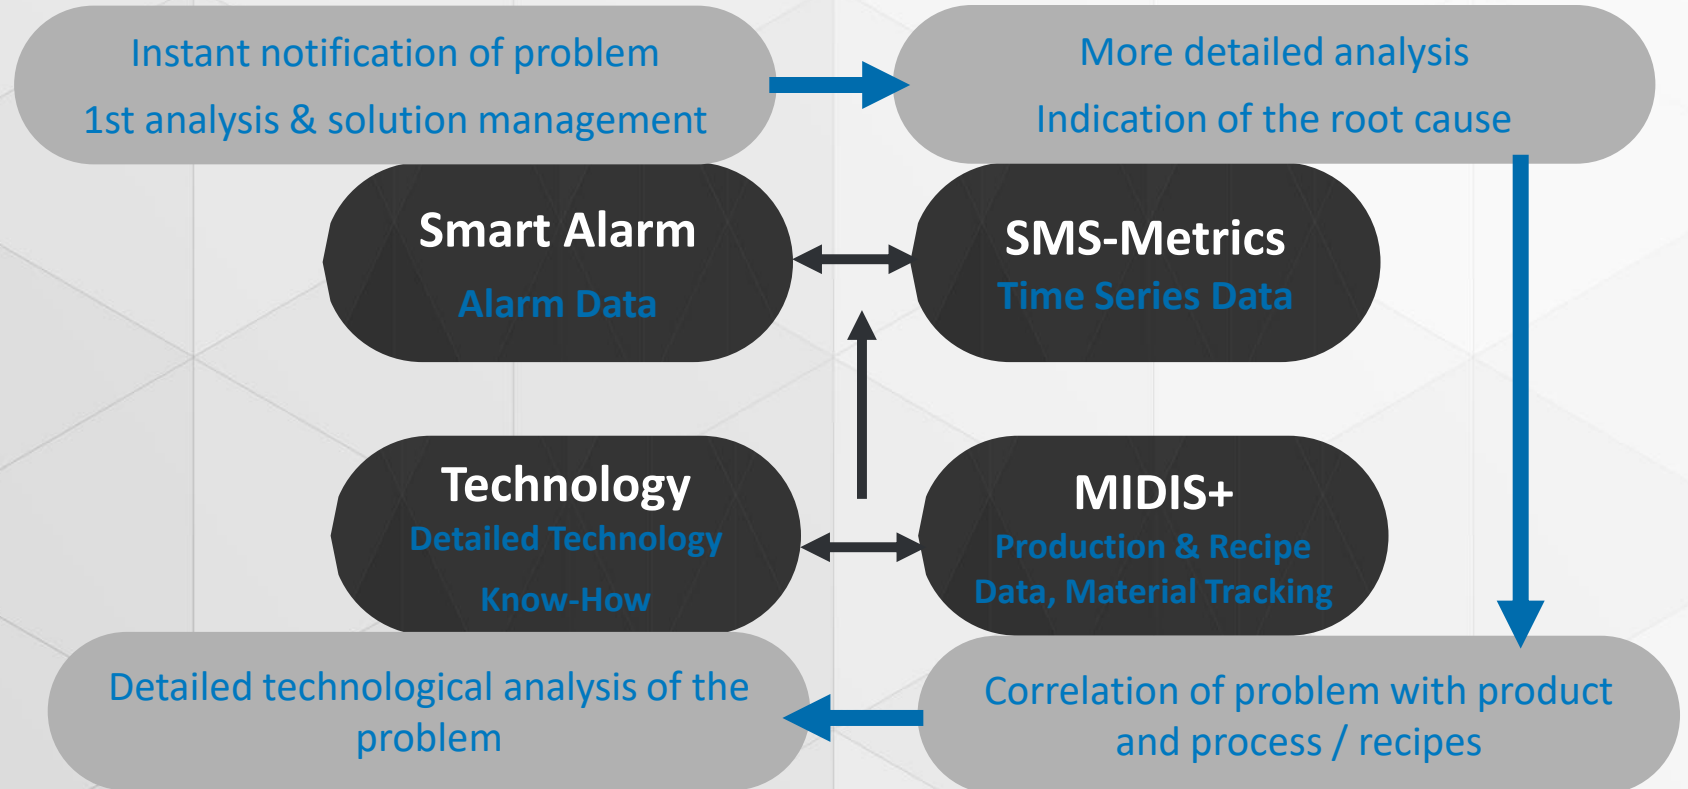 Instant notification of problem
1st analysis & solution management
More detailed analysis
Indication of the root cause
Smart Alarm
Alarm Data
SMS-Metrics
Time Series Data
Technology
Detailed Technology
Know-How
MIDIS+
Production & Recipe
Data, Material Tracking
Detailed technological analysis of the
problem
Correlation of problem with product
and process / recipes